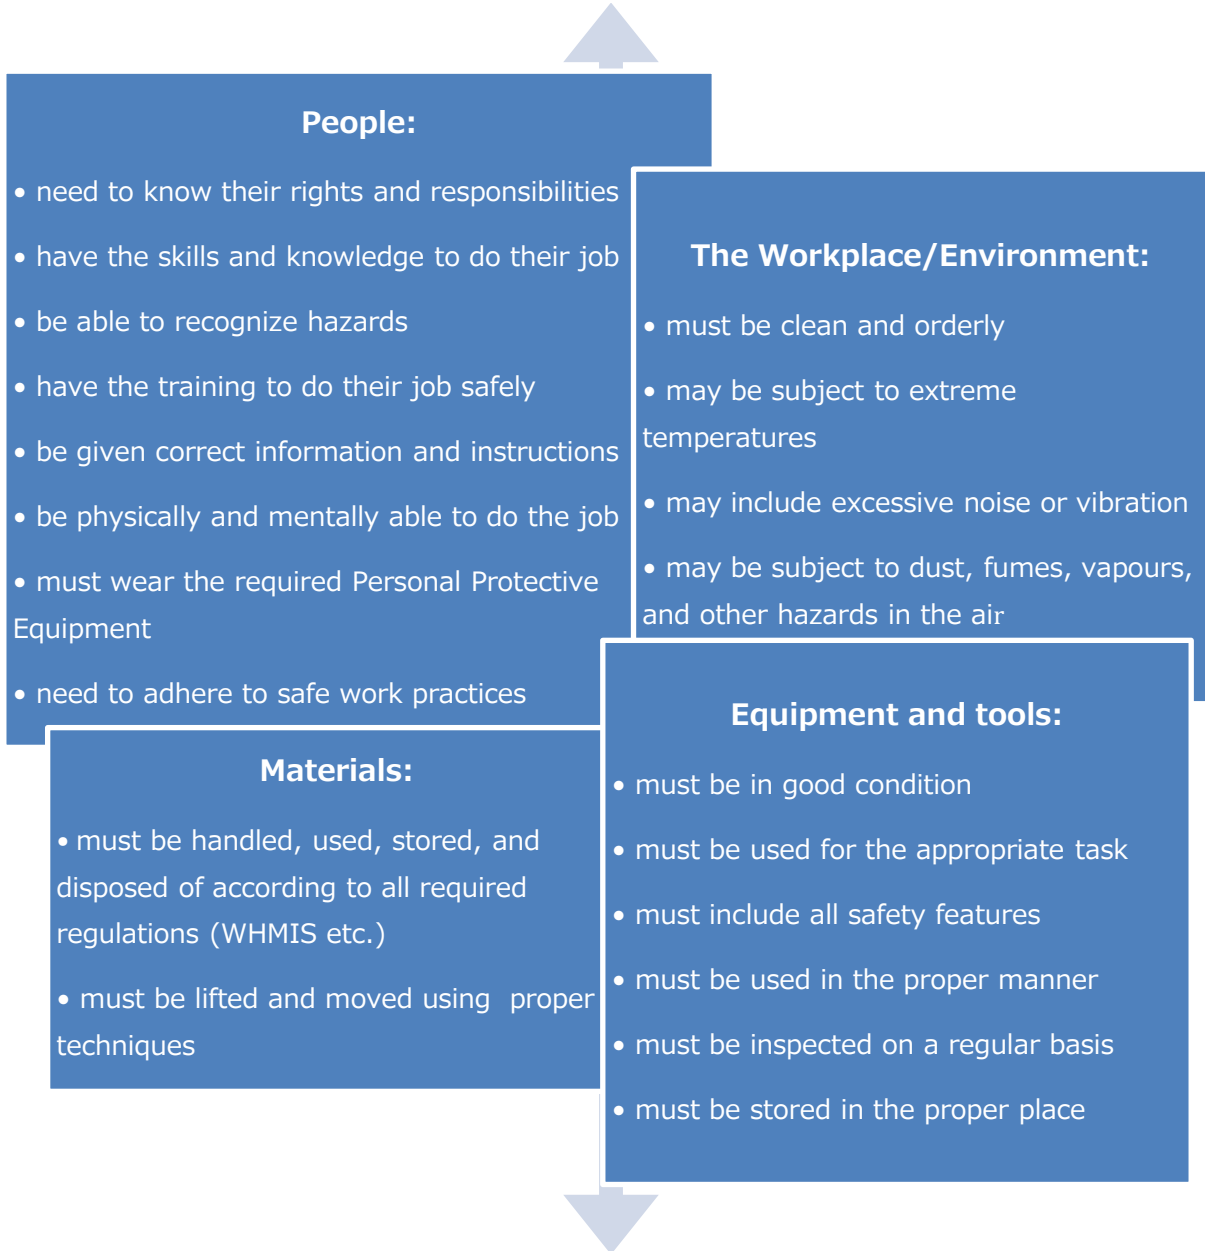 People:
• need to know their rights and responsibilities
• have the skills and knowledge to do their job
• be able to recognize hazards
• have the training to do their job safely
• be given correct information and instructions
• be physically and mentally able to do the job
• must wear the required Personal Protective
Equipment
• need to adhere to safe work practices
The Workplace/Environment:
• must be clean and orderly
• may be subject to extreme
temperatures
• may include excessive noise or vibration
• may be subject to dust, fumes, vapours,
and other hazards in the air
Materials:
• must be handled, used, stored, and
disposed of according to all required
regulations (WHMIS etc.)
• must be lifted and moved using  proper
techniques
Equipment and tools:
• must be in good condition
• must be used for the appropriate task
• must include all safety features
• must be used in the proper manner
• must be inspected on a regular basis
• must be stored in the proper place